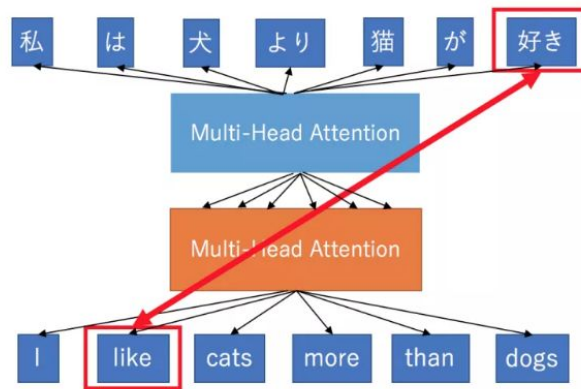 私 は 犬 より 猫 が 好き
Multi-Head Attention
Multi-Head Attention
I like cats more than dogs